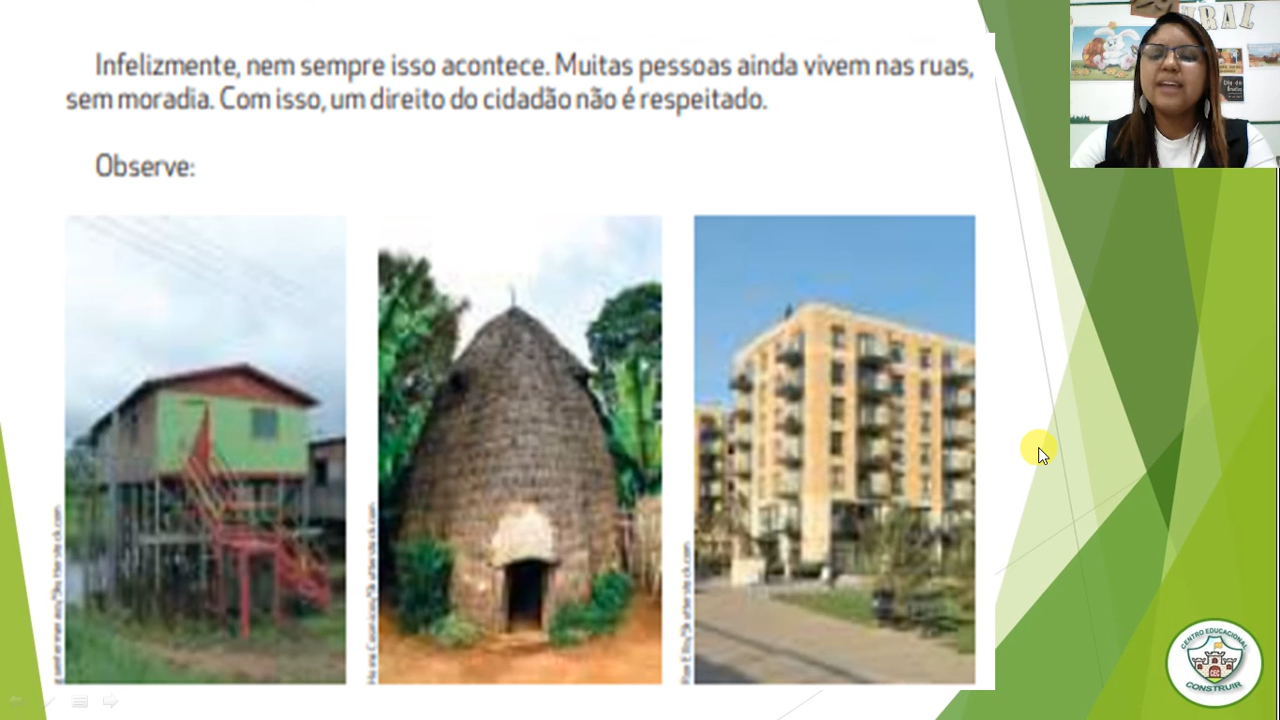 Infelizmente, nem sempre isso acontece. Muitas pessoas ainda vivem nas ruas,
sem moradia. Com isso, um direito do cidadão não é respeitado.
Observe:
CENTRO EDUCACIONAL
CEC
CONSTRUIR